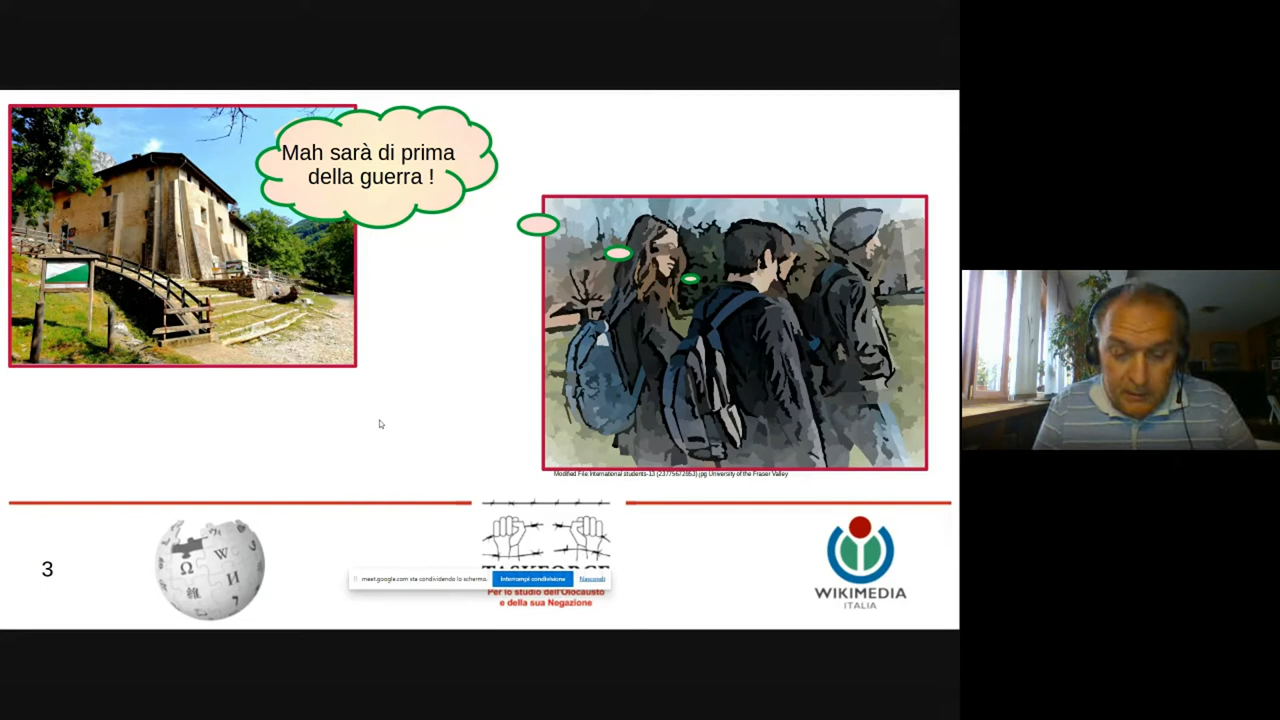 Mah sarà di prima
della guerra !
Modified File:International students-13 (23775672853).jpg University of the Fraser Valley
3
Ω
W
И
TASKFORCE
meet.google.com sta condividendo lo schermo.
Interrompi condivisione
Nascondi
Per lo studio dell'Olocausto
e della sua Negazione
WIKIMEDIA
ITALIA